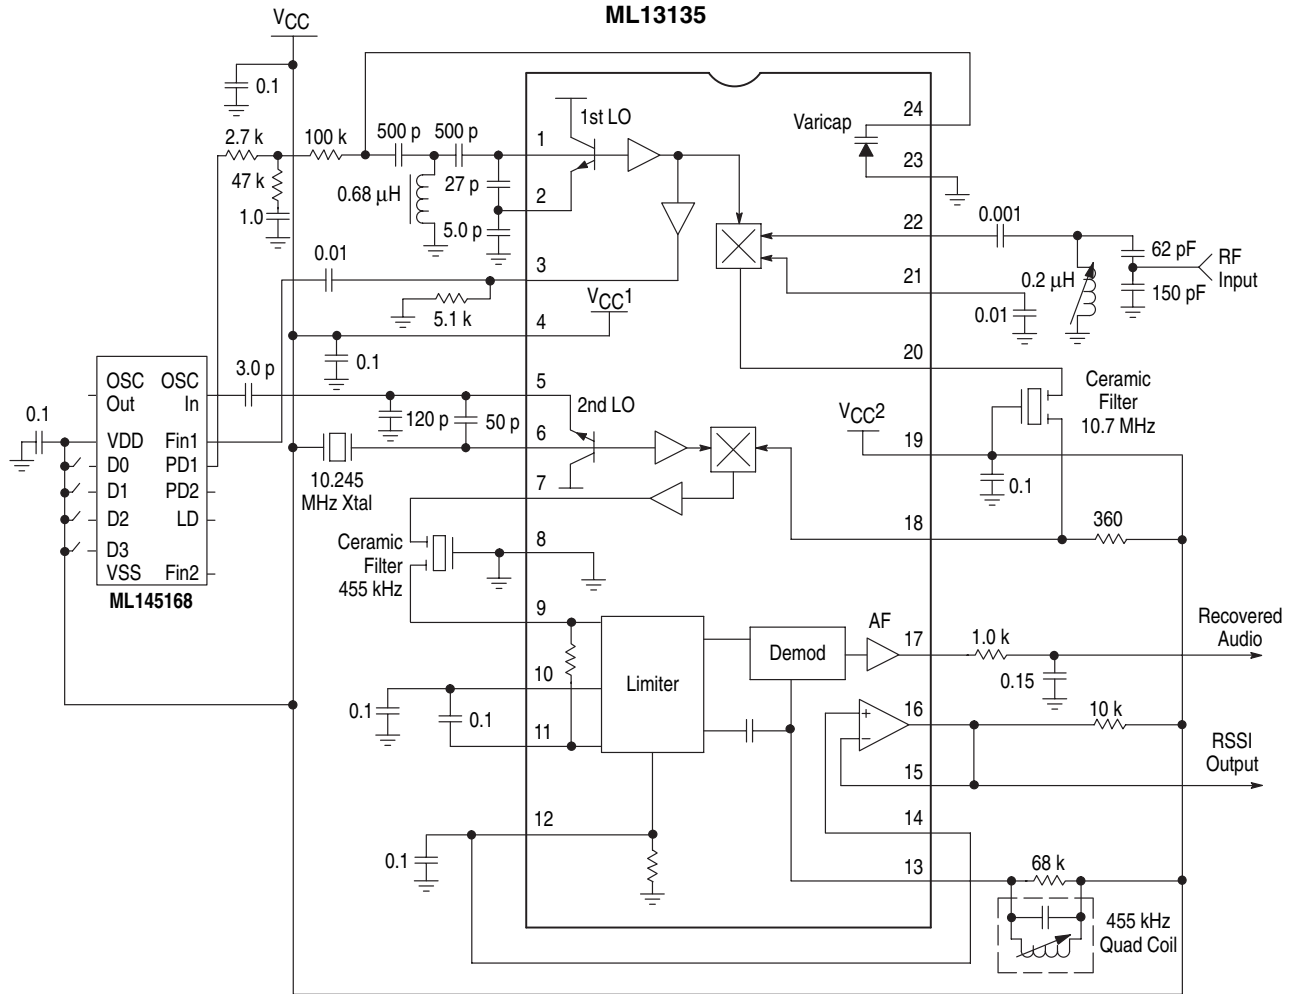 ML13135
VCC
0.1
2.7 k
100 k
500 p
500 p
47 k
1.0
0.68 µH
27 p
5.0 p
1
2
1st LO
Varicap
24
23
22
0.001
62 pF
RF
Input
0.2 µH
150 pF
21
0.01
0.01
3
5.1 k
VCC1
4
0.1
20
Ceramic
Filter
10.7 MHz
3.0 p
5
120 p
50 p
2nd LO
6
10.245
MHz Xtal
7
VCC2
19
0.1
18
360
OSC
Out
OSC
In
0.1
VDD
Fin1
D0
PD1
D1
PD2
D2
LD
D3
VSS
Fin2
ML145168
Ceramic
Filter
455 kHz
8
9
10
0.1
0.1
11
Limiter
Demod
AF
17
1.0 k
Recovered
Audio
0.15
+
–
16
10 k
RSSI
Output
15
14
12
0.1
13
68 k
455 kHz
Quad Coil